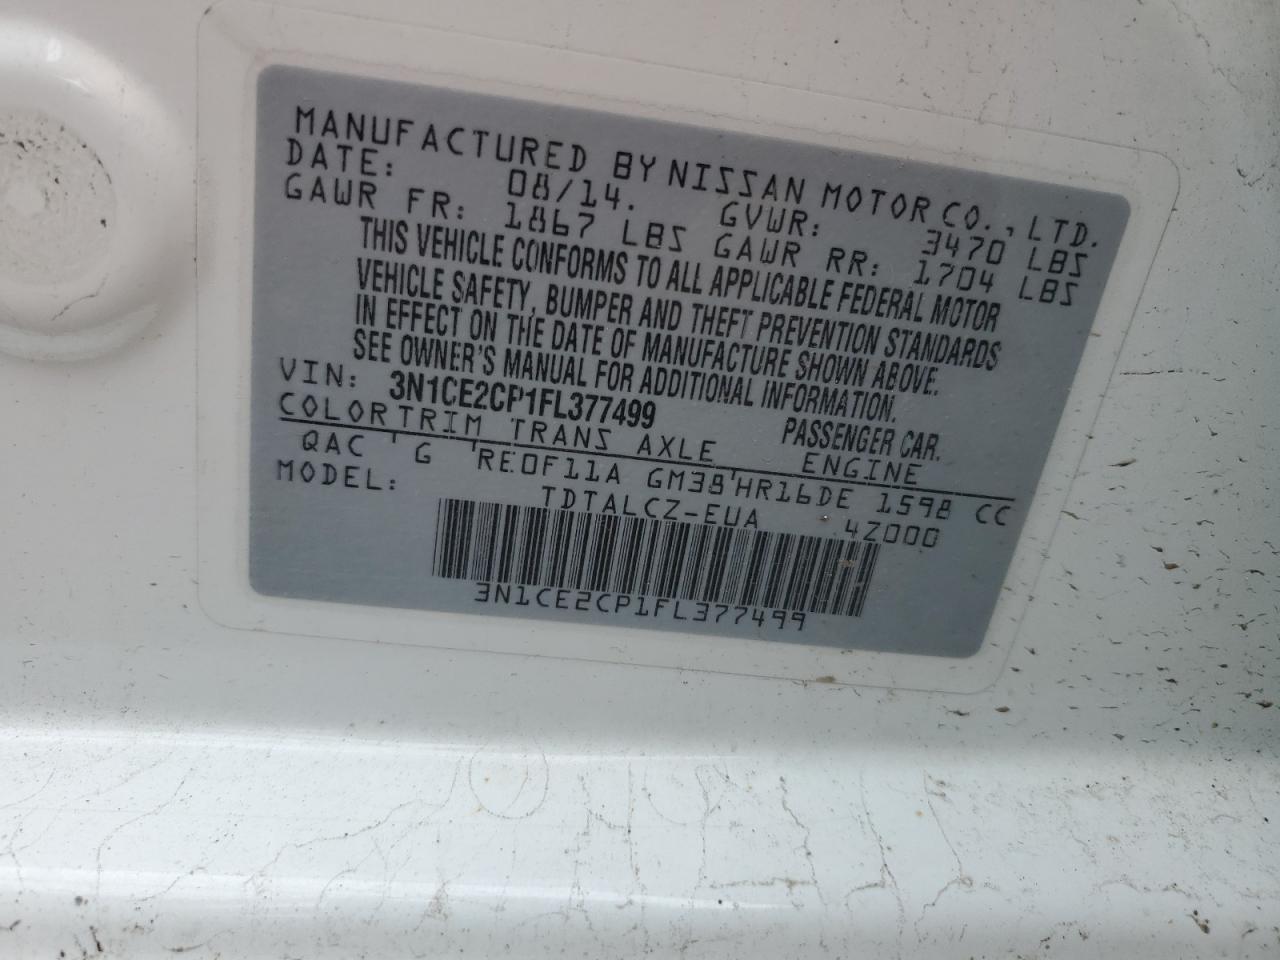 MANUFACTURED BY NISSAN MOTOR CO., LTD.
DATE: 08/14. GVWR: 3470 LBS
GAWR FR: 1867 LBS GAWR RR: 1704 LBS
THIS VEHICLE CONFORMS TO ALL APPLICABLE FEDERAL MOTOR
VEHICLE SAFETY, BUMPER AND THEFT PREVENTION STANDARDS
IN EFFECT ON THE DATE OF MANUFACTURE SHOWN ABOVE.
SEE OWNER'S MANUAL FOR ADDITIONAL INFORMATION.
VIN: 3N1CE2CP1FL377499 PASSENGER CAR.
COLOR TRIM TRANS AXLE ENGINE
QAC G RE0F11A GM38 HR16DE 1598 CC
MODEL: TDTALCZ-EUA 4Z000
3N1CE2CP1FL377499